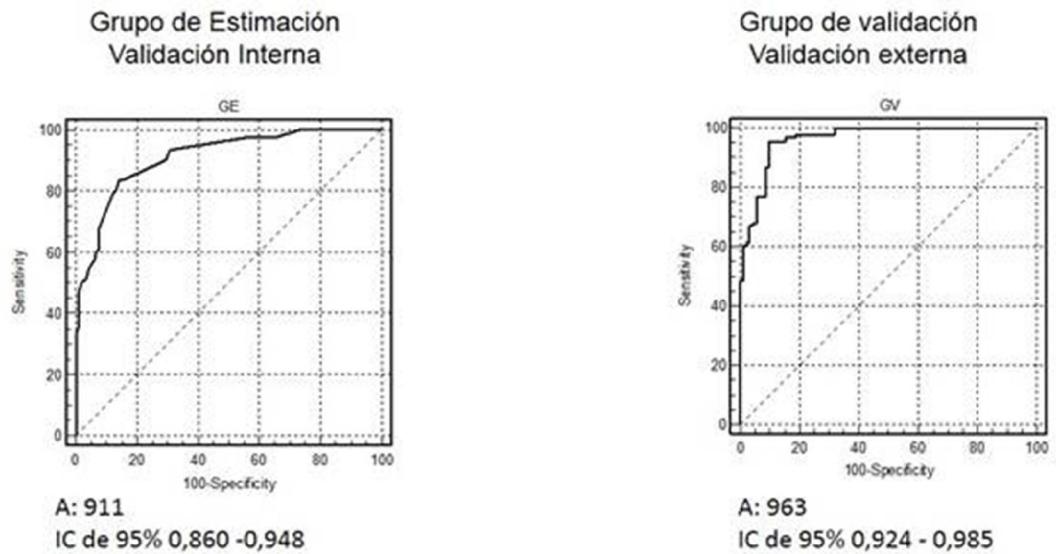 Grupo de Estimación
Validación Interna
GE
100
80
60
40
20
0
Sensitivity
0 20 40 60 80 100
100-Specificity
A: 911
IC de 95% 0,860 -0,948
Grupo de validación
Validación externa
GV
100
80
60
40
20
0
Sensitivity
0 20 40 60 80 100
100-Specificity
A: 963
IC de 95% 0,924 - 0,985